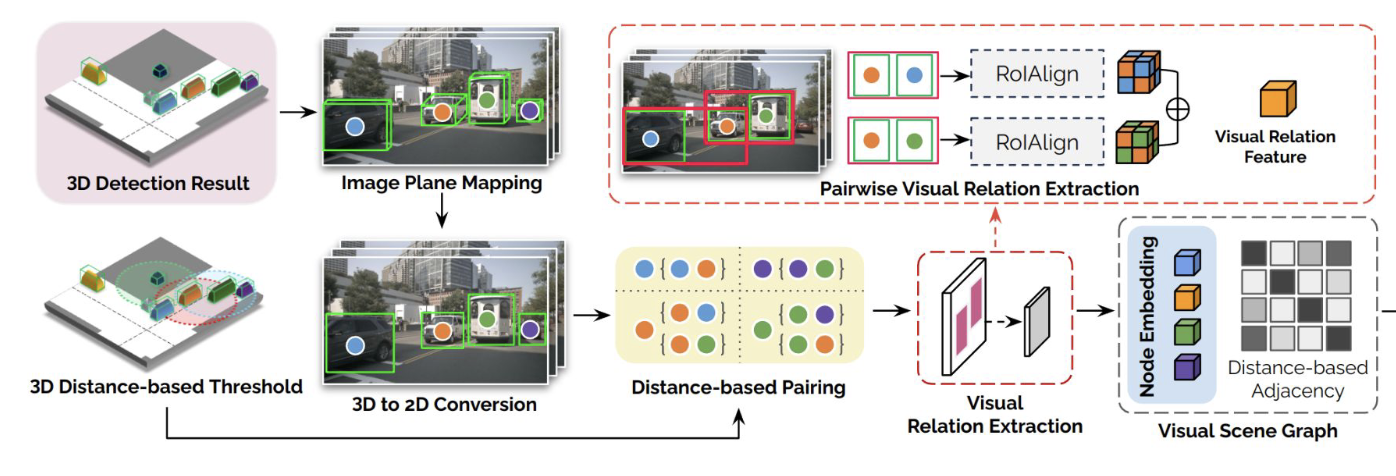 3D Detection Result
Image Plane Mapping
RoIAlign
RoIAlign
Visual Relation
Feature
Pairwise Visual Relation Extraction
3D Distance-based Threshold
3D to 2D Conversion
{ }
{ }
{ }
{ }
{ }
{ }
Distance-based Pairing
Visual
Relation Extraction
Node Embedding
Distance-based
Adjacency
Visual Scene Graph